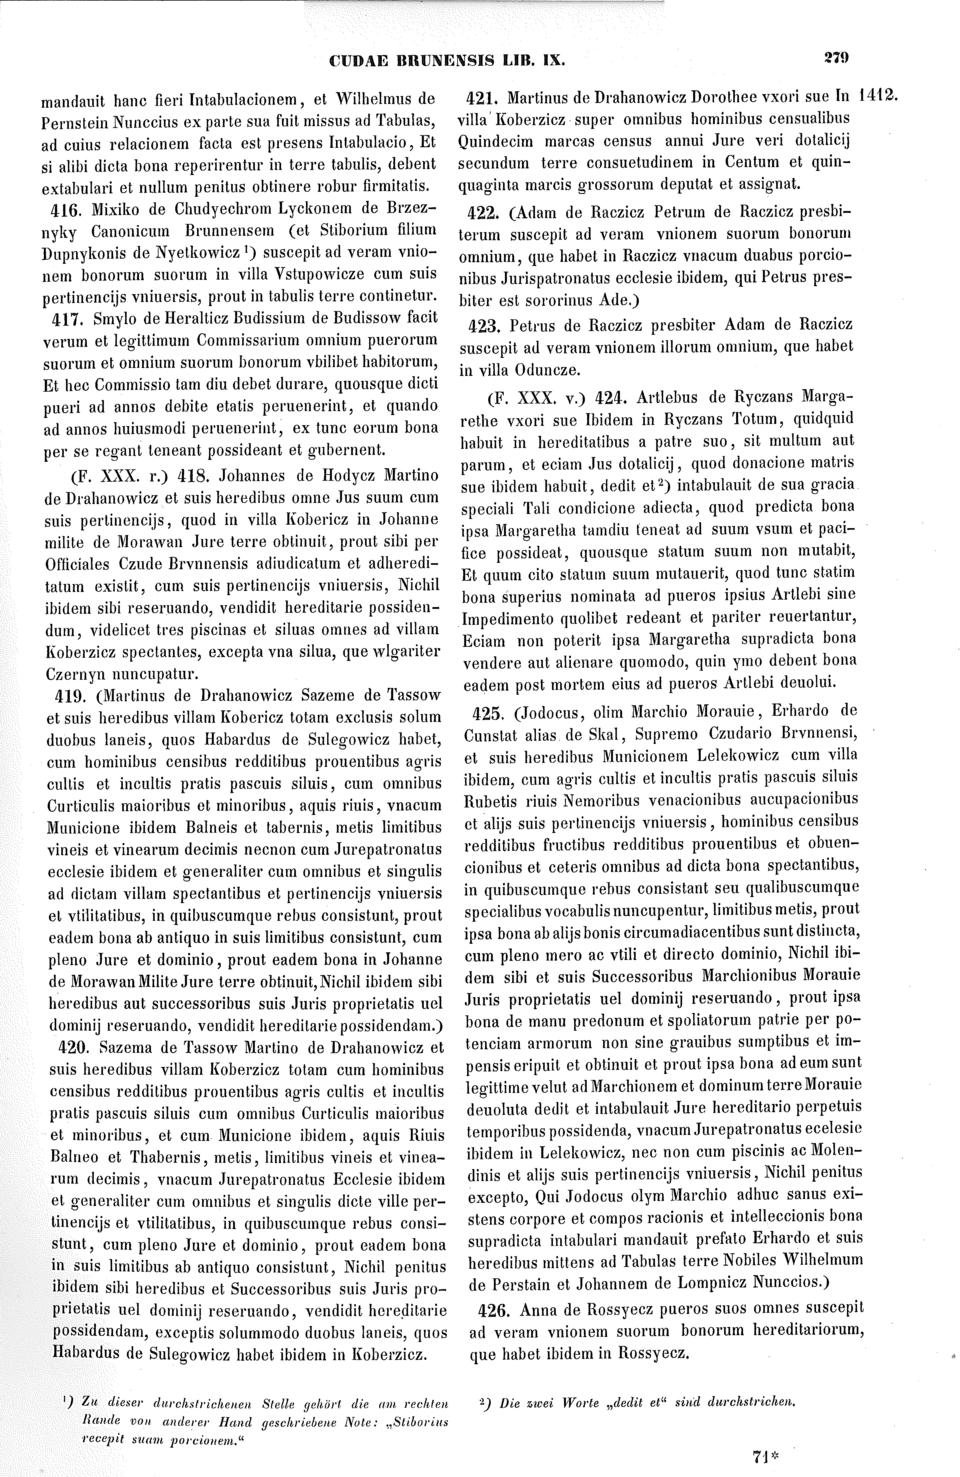 CUDAE BRUNENSIS LIB. IX. 279
mandauit hanc fieri Intabulacionem, et Wilhelmus de
Pernstein Nunccius ex parte sua fuit missus ad Tabulas,
ad cuius relacionem facta est presens Intabulacio, Et
si alibi dicta bona reperirentur in terre tabulis, debent
extabulari et nullum penitus obtinere robur firmitatis.
416. Mixiko de Chudyechrom Lyckonem de Brzez-
nyky Canonicum Brunnensem (et Stiborium filium
Dupnykonis de Nyetkowicz ¹) suscepit ad veram vnio-
nem bonorum suorum in villa Vstupowicze cum suis
pertinencijs vniuersis, prout in tabulis terre continetur.
417. Smylo de Heralticz Budissium de Budissow facit
verum et legittimum Commissarium omnium puerorum
suorum et omnium suorum bonorum vbilibet habitorum,
Et hec Commissio tam diu debet durare, quousque dicti
pueri ad annos debite etatis peruenerint, et quando
ad annos huiusmodi peruenerint, ex tunc eorum bona
per se regant teneant possideant et gubernent.
(F. XXX. r.) 418. Johannes de Hodycz Martino
de Drahanowicz et suis heredibus omne Jus suum cum
suis pertinencijs, quod in villa Kobericz in Johanne
milite de Morawan Jure terre obtinuit, prout sibi per
Officiales Czude Brvnnensis adiudicatum et adheredi-
tatum existit, cum suis pertinencijs vniuersis, Nichil
ibidem sibi reseruando, vendidit hereditarie possiden-
dum, videlicet tres piscinas et siluas omnes ad villam
Koberzicz spectantes, excepta vna silua, que wlgariter
Czernyn nuncupatur.
419. (Martinus de Drahanowicz Sazeme de Tassow
et suis heredibus villam Kobericz totam exclusis solum
duobus laneis, quos Habardus de Sulegowicz habet,
cum hominibus censibus redditibus prouentibus agris
cultis et incultis pratis pascuis siluis, cum omnibus
Curticulis maioribus et minoribus, aquis riuis, vnacum
Municione ibidem Balneis et tabernis, metis limitibus
vineis et vinearum decimis necnon cum Jurepatronatus
ecclesie ibidem et generaliter cum omnibus et singulis
ad dictam villam spectantibus et pertinencijs vniuersis
et vtilitatibus, in quibuscumque rebus consistunt, prout
eadem bona ab antiquo in suis limitibus consistunt, cum
pleno Jure et dominio, prout eadem bona in Johanne
de Morawan Milite Jure terre obtinuit, Nichil ibidem sibi
heredibus aut successoribus suis Juris proprietatis uel
dominij reseruando, vendidit hereditarie possidendam.)
420. Sazema de Tassow Martino de Drahanowicz et
suis heredibus villam Koberzicz totam cum hominibus
censibus redditibus prouentibus agris cultis et incultis
pratis pascuis siluis cum omnibus Curticulis maioribus
et minoribus, et cum Municione ibidem, aquis Riuis
Balneo et Thabernis, metis, limitibus vineis et vinea-
rum decimis, vnacum Jurepatronatus Ecclesie ibidem
et generaliter cum omnibus et singulis dicte ville per-
tinencijs et vtilitatibus, in quibuscumque rebus consi-
stunt, cum pleno Jure et dominio, prout eadem bona
in suis limitibus ab antiquo consistunt, Nichil penitus
ibidem sibi heredibus et Successoribus suis Juris pro-
prietatis uel dominij reseruando, vendidit hereditarie
possidendam, exceptis solummodo duobus laneis, quos
Habardus de Sulegowicz habet ibidem in Koberzicz.
¹) Zu dieser durchstrichenen Stelle gehört die am rechten
Rande von anderer Hand geschriebene Note: „Stiborius
recepit suam porcionem.“
421. Martinus de Drahanowicz Dorothee vxori sue In 1412.
villa Koberzicz super omnibus hominibus censualibus
Quindecim marcas census annui Jure veri dotalicij
secundum terre consuetudinem in Centum et quin-
quaginta marcis grossorum deputat et assignat.
422. (Adam de Raczicz Petrum de Raczicz presbi-
terum suscepit ad veram vnionem suorum bonorum
omnium, que habet in Raczicz vnacum duabus porcio-
nibus Jurispatronatus ecclesie ibidem, qui Petrus pres-
biter est sororinus Ade.)
423. Petrus de Raczicz presbiter Adam de Raczicz
suscepit ad veram vnionem illorum omnium, que habet
in villa Oduncze.
(F. XXX. v.) 424. Artlebus de Ryczans Marga-
rethe vxori sue Ibidem in Ryczans Totum, quidquid
habuit in hereditatibus a patre suo, sit multum aut
parum, et eciam Jus dotalicij, quod donacione matris
sue ibidem habuit, dedit et²) intabulauit de sua gracia
speciali Tali condicione adiecta, quod predicta bona
ipsa Margaretha tamdiu teneat ad suum vsum et paci-
fice possideat, quousque statum suum non mutabit,
Et quum cito statum suum mutauerit, quod tunc statim
bona superius nominata ad pueros ipsius Artlebi sine
Impedimento quolibet redeant et pariter reuertantur,
Eciam non poterit ipsa Margaretha supradicta bona
vendere aut alienare quomodo, quin ymo debent bona
eadem post mortem eius ad pueros Artlebi deuolui.
425. (Jodocus, olim Marchio Morauie, Erhardo de
Cunstat alias de Skal, Supremo Czudario Brvnnensi,
et suis heredibus Municionem Lelekowicz cum villa
ibidem, cum agris cultis et incultis pratis pascuis siluis
Rubetis riuis Nemoribus venacionibus aucupacionibus
et alijs suis pertinencijs vniuersis, hominibus censibus
redditibus fructibus redditibus prouentibus et obuen-
cionibus et ceteris omnibus ad dicta bona spectantibus,
in quibuscumque rebus consistant seu qualibuscumque
specialibus vocabulis nuncupentur, limitibus metis, prout
ipsa bona ab alijs bonis circumadiacentibus sunt distincta,
cum pleno mero ac vtili et directo dominio, Nichil ibi-
dem sibi et suis Successoribus Marchionibus Morauie
Juris proprietatis uel dominij reseruando, prout ipsa
bona de manu predonum et spoliatorum patrie per po-
tenciam armorum non sine grauibus sumptibus et im-
pensis eripuit et obtinuit et prout ipsa bona ad eum sunt
legittime velut ad Marchionem et dominum terre Morauie
deuoluta dedit et intabulauit Jure hereditario perpetuis
temporibus possidenda, vnacum Jurepatronatus ecelesie
ibidem in Lelekowicz, nec non cum piscinis ac Molen-
dinis et alijs suis pertinencijs vniuersis, Nichil penitus
excepto, Qui Jodocus olym Marchio adhuc sanus exi-
stens corpore et compos racionis et intelleccionis bona
supradicta intabulari mandauit prefato Erhardo et suis
heredibus mittens ad Tabulas terre Nobiles Wilhelmum
de Perstain et Johannem de Lompnicz Nunccios.)
426. Anna de Rossyecz pueros suos omnes suscepit
ad veram vnionem suorum bonorum hereditariorum,
que habet ibidem in Rossyecz.
²) Die zwei Worte „dedit et“ sind durchstrichen.
71*